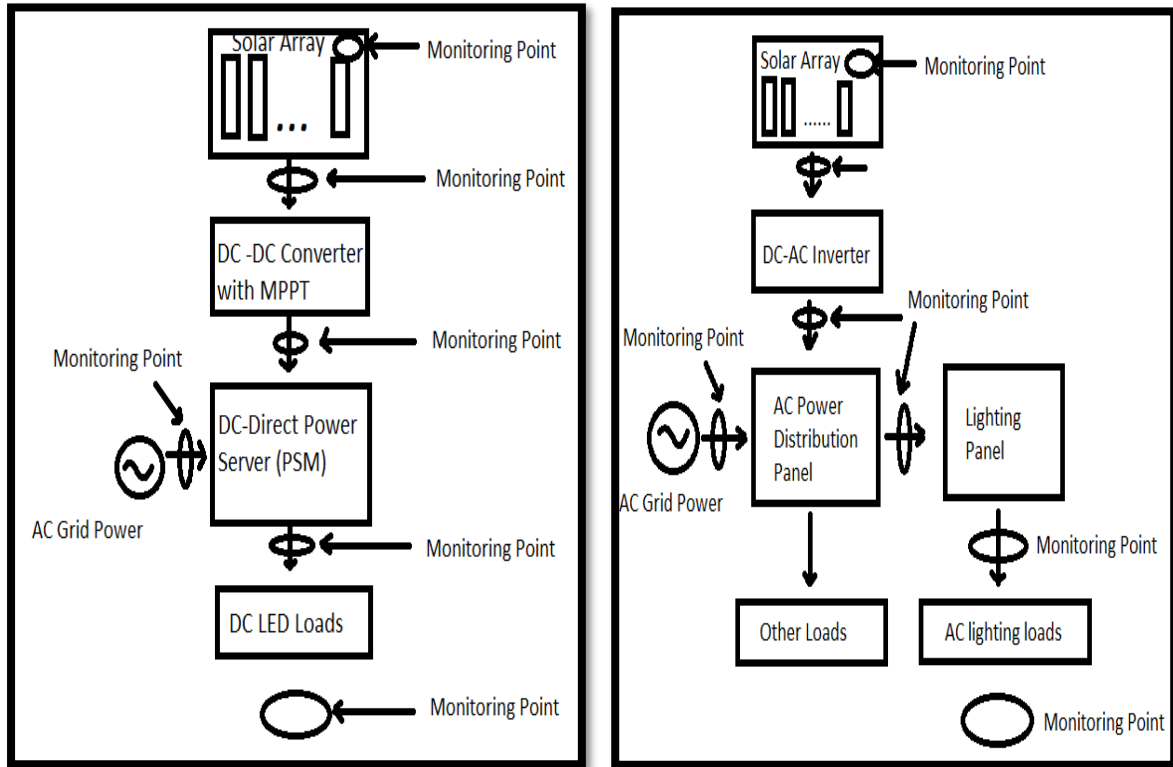 Solar Array
Monitoring Point
...
Monitoring Point
DC -DC Converter
with MPPT
Monitoring Point
Monitoring Point
DC-Direct Power
Server (PSM)
AC Grid Power
Monitoring Point
DC LED Loads
Monitoring Point
Solar Array
Monitoring Point
......
DC-AC Inverter
Monitoring Point
Monitoring Point
AC Power
Distribution
Panel
Lighting
Panel
AC Grid Power
Monitoring Point
Other Loads
AC lighting loads
Monitoring Point